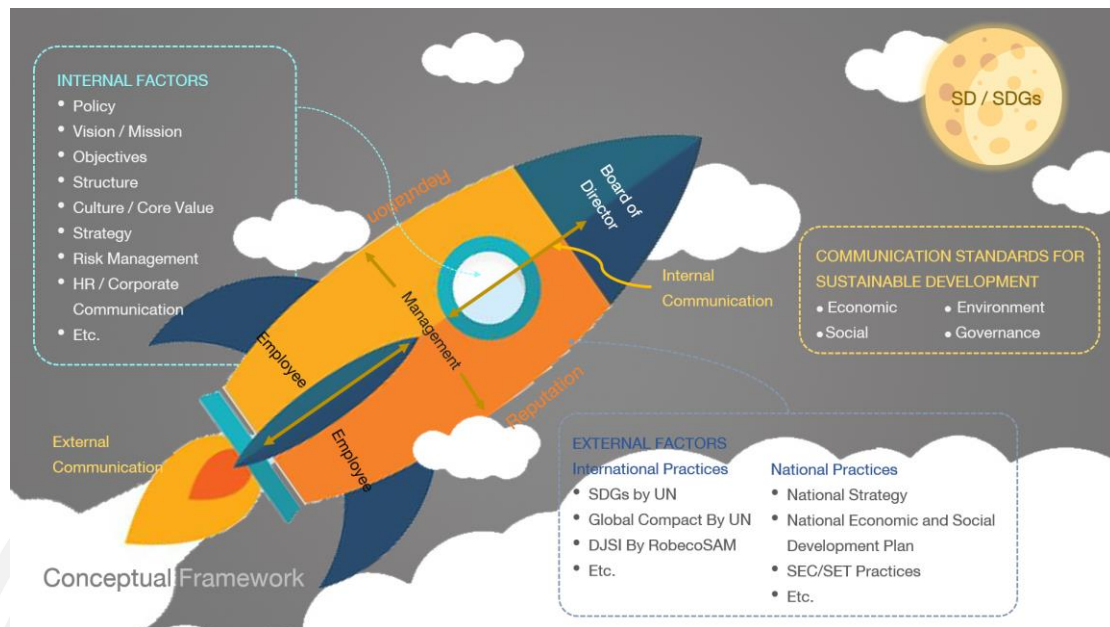 INTERNAL FACTORS
• Policy
• Vision / Mission
• Objectives
• Structure
• Culture / Core Value
• Strategy
• Risk Management
• HR / Corporate
Communication
• Etc.
SD / SDGs
Reputation
Board of
Director
Internal
Communication
Management
Employee
Employee
Reputation
External
Communication
COMMUNICATION STANDARDS FOR
SUSTAINABLE DEVELOPMENT
• Economic
• Environment
• Social
• Governance
EXTERNAL FACTORS
International Practices
• SDGs by UN
• Global Compact By UN
• DJSI By RobecoSAM
• Etc.
National Practices
• National Strategy
• National Economic and Social
Development Plan
• SEC/SET Practices
• Etc.
Conceptual Framework